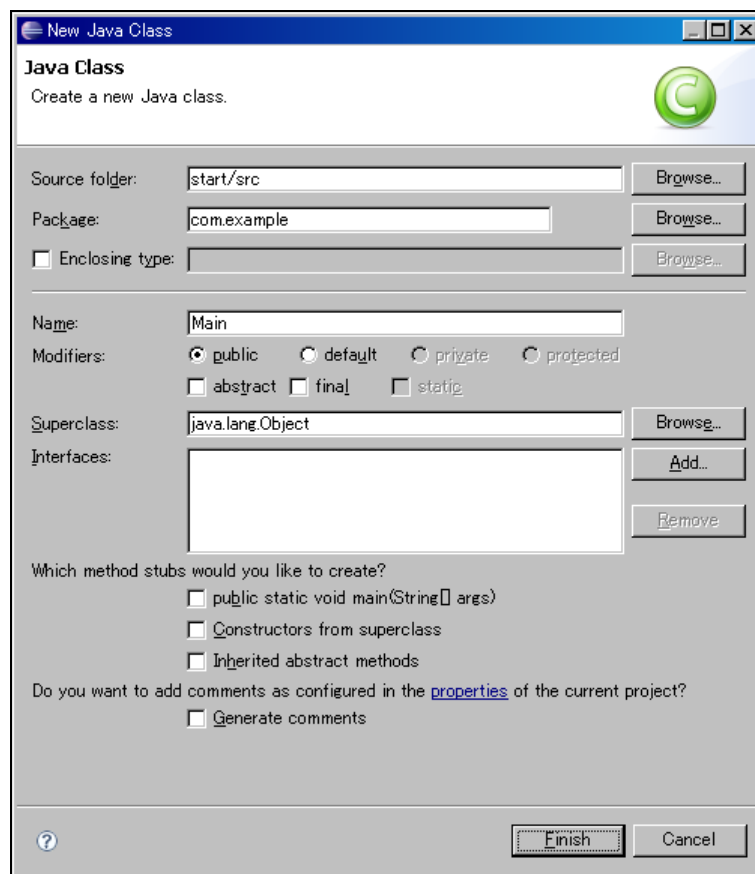 New Java Class
Java Class
Create a new Java class.
Source folder: start/src Browse...
Package: com.example Browse...
Enclosing type: Browse...
Name: Main
Modifiers: public default private protected
abstract final static
Superclass: java.lang.Object Browse...
Interfaces: Add...
Remove
Which method stubs would you like to create?
public static void main(String[] args)
Constructors from superclass
Inherited abstract methods
Do you want to add comments as configured in the properties of the current project?
Generate comments
Finish Cancel